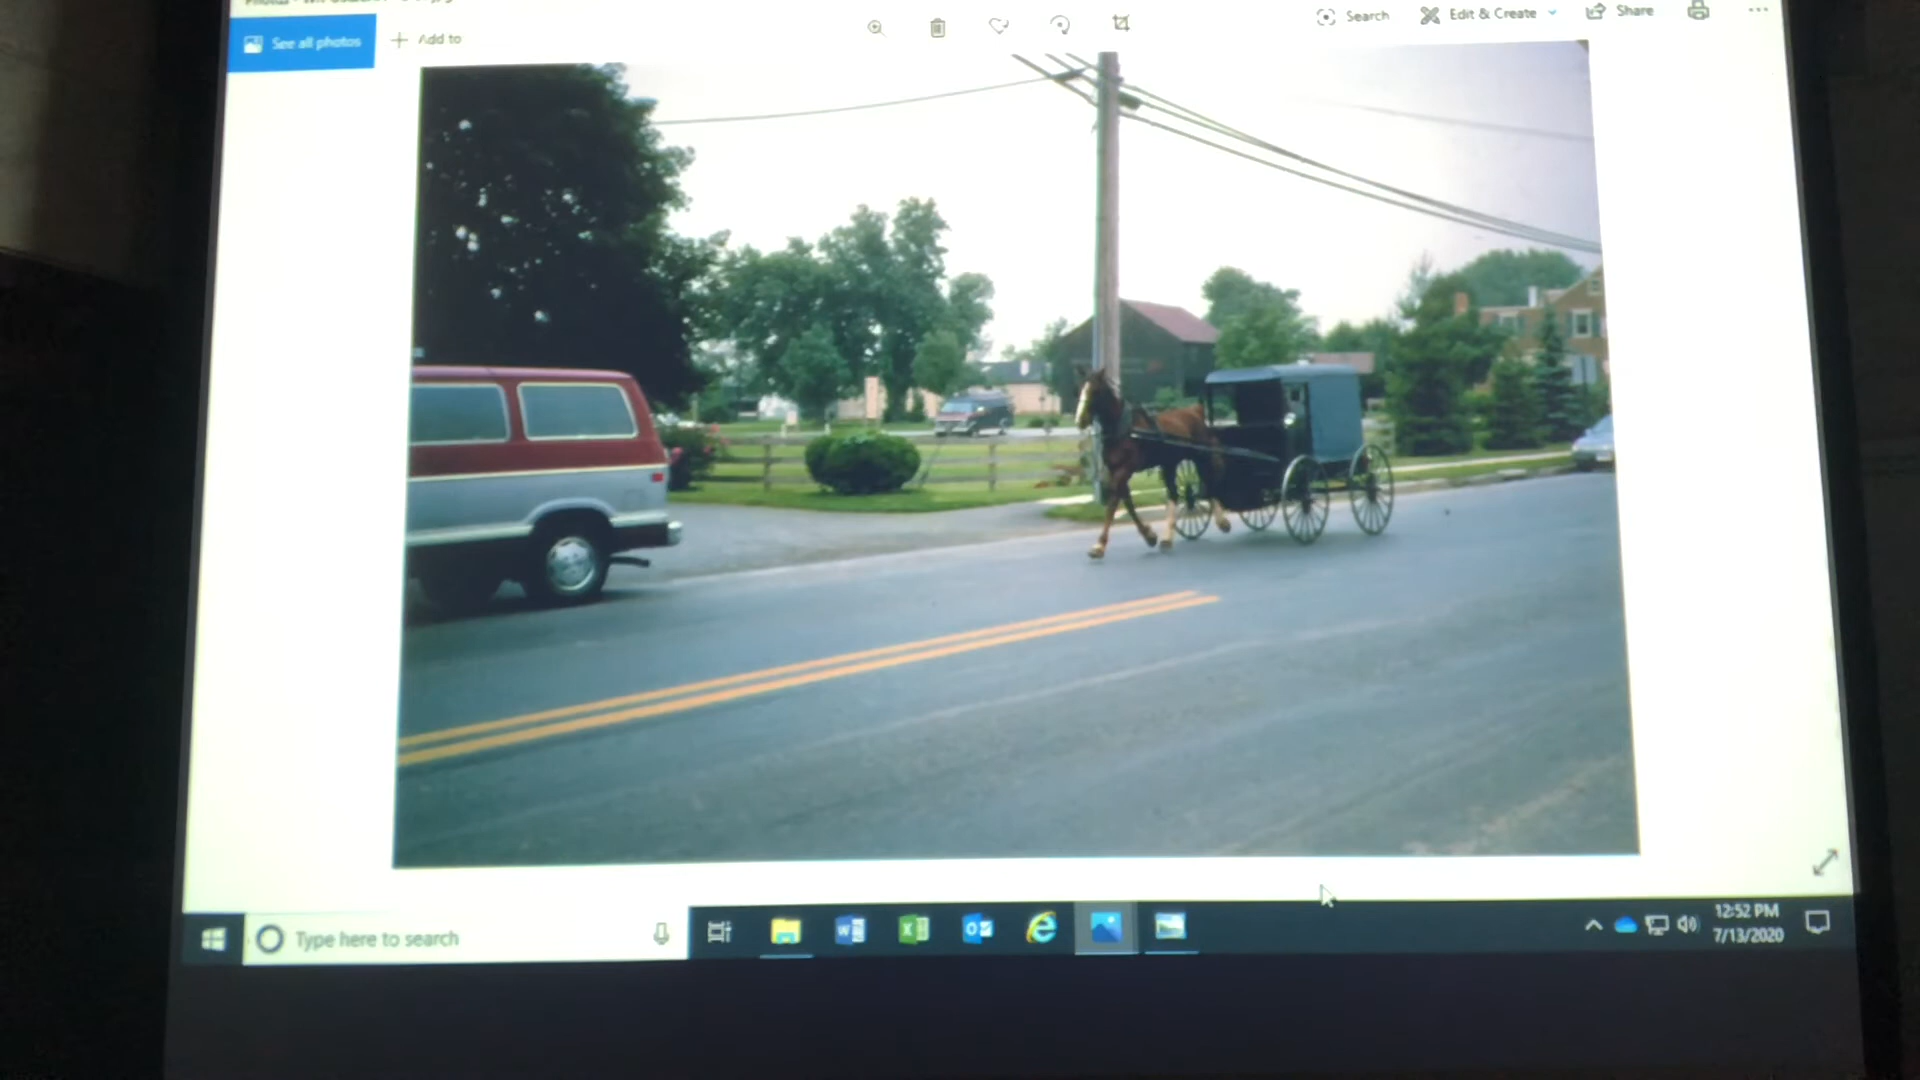 Search
Edit & Create
Share
See all photos
+ Add to
Type here to search
12:52 PM
7/13/2020